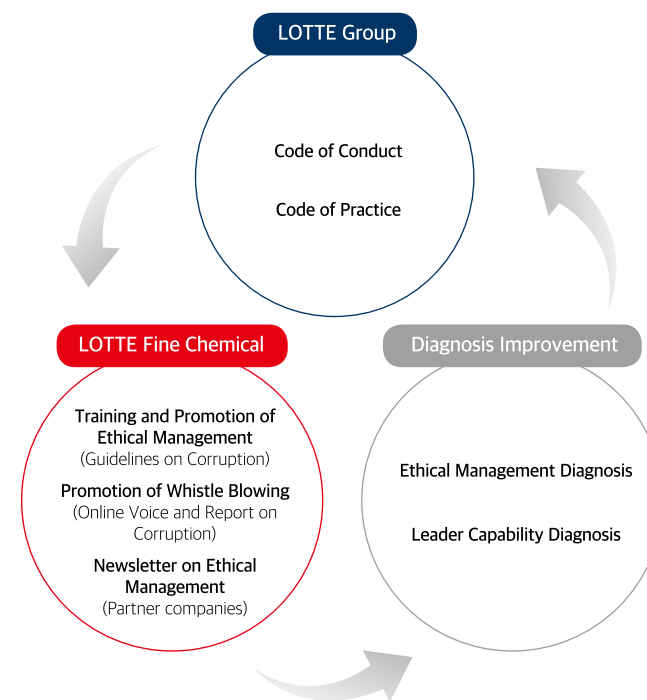 LOTTE Group
Code of Conduct
Code of Practice
LOTTE Fine Chemical
Training and Promotion of
Ethical Management
(Guidelines on Corruption)
Promotion of Whistle Blowing
(Online Voice and Report on
Corruption)
Newsletter on Ethical
Management
(Partner companies)
Diagnosis Improvement
Ethical Management Diagnosis
Leader Capability Diagnosis